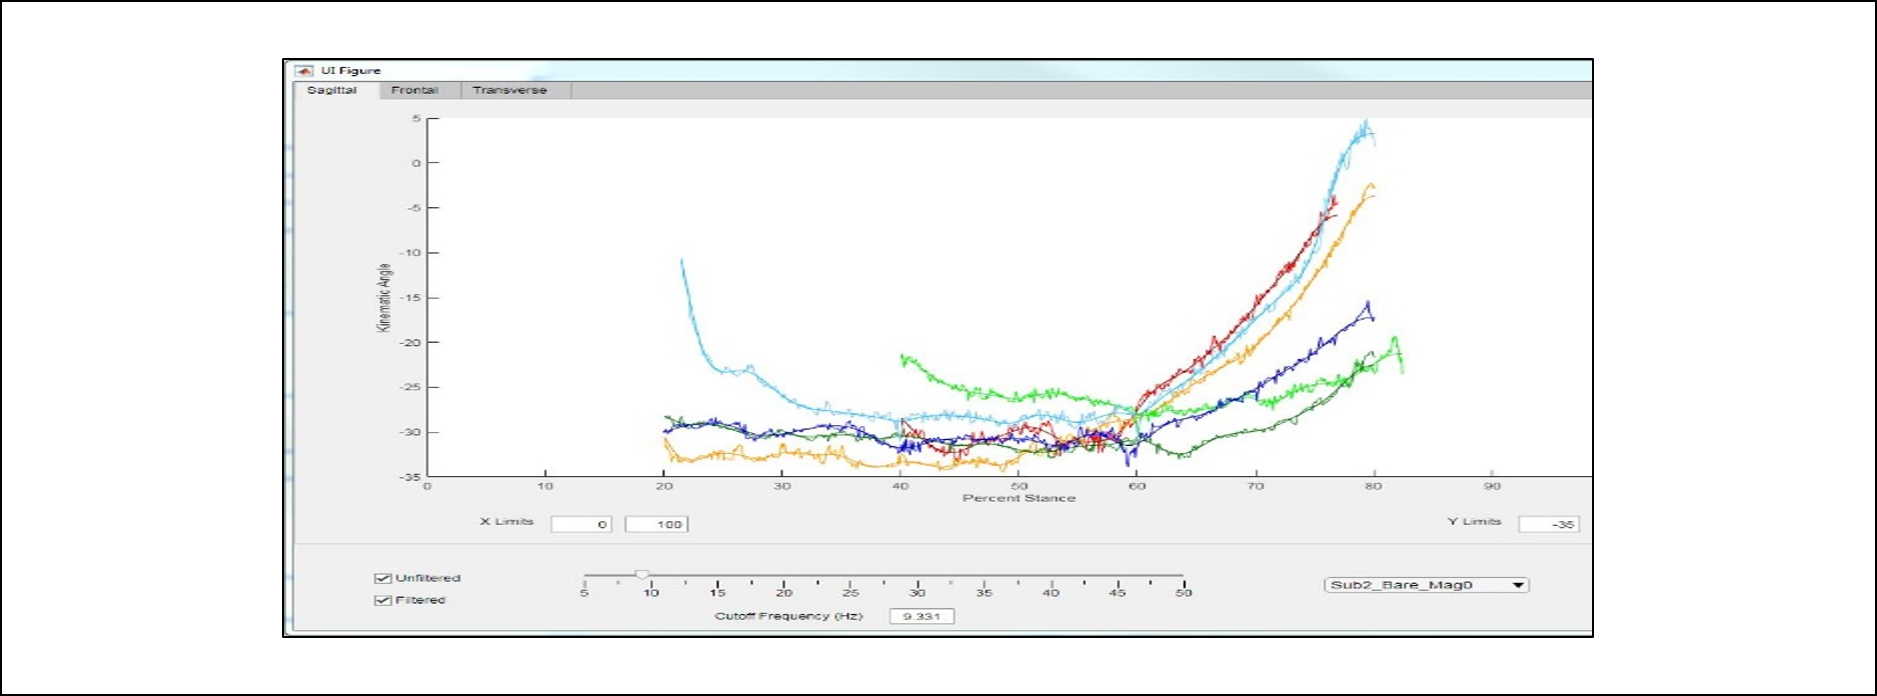 UI Figure
Sagittal Frontal Transverse
5
0
-5
-10
-15
-20
-25
-30
-35
Kinematic Angle
0 10 20 30 40 50 60 70 80 90
Percent Stance
X Limits 0 100 Y Limits -35
Unfiltered
Filtered
5 10 15 20 25 30 35 40 45 50
Cutoff Frequency (Hz) 9.331
Sub2_Bare_Mag0